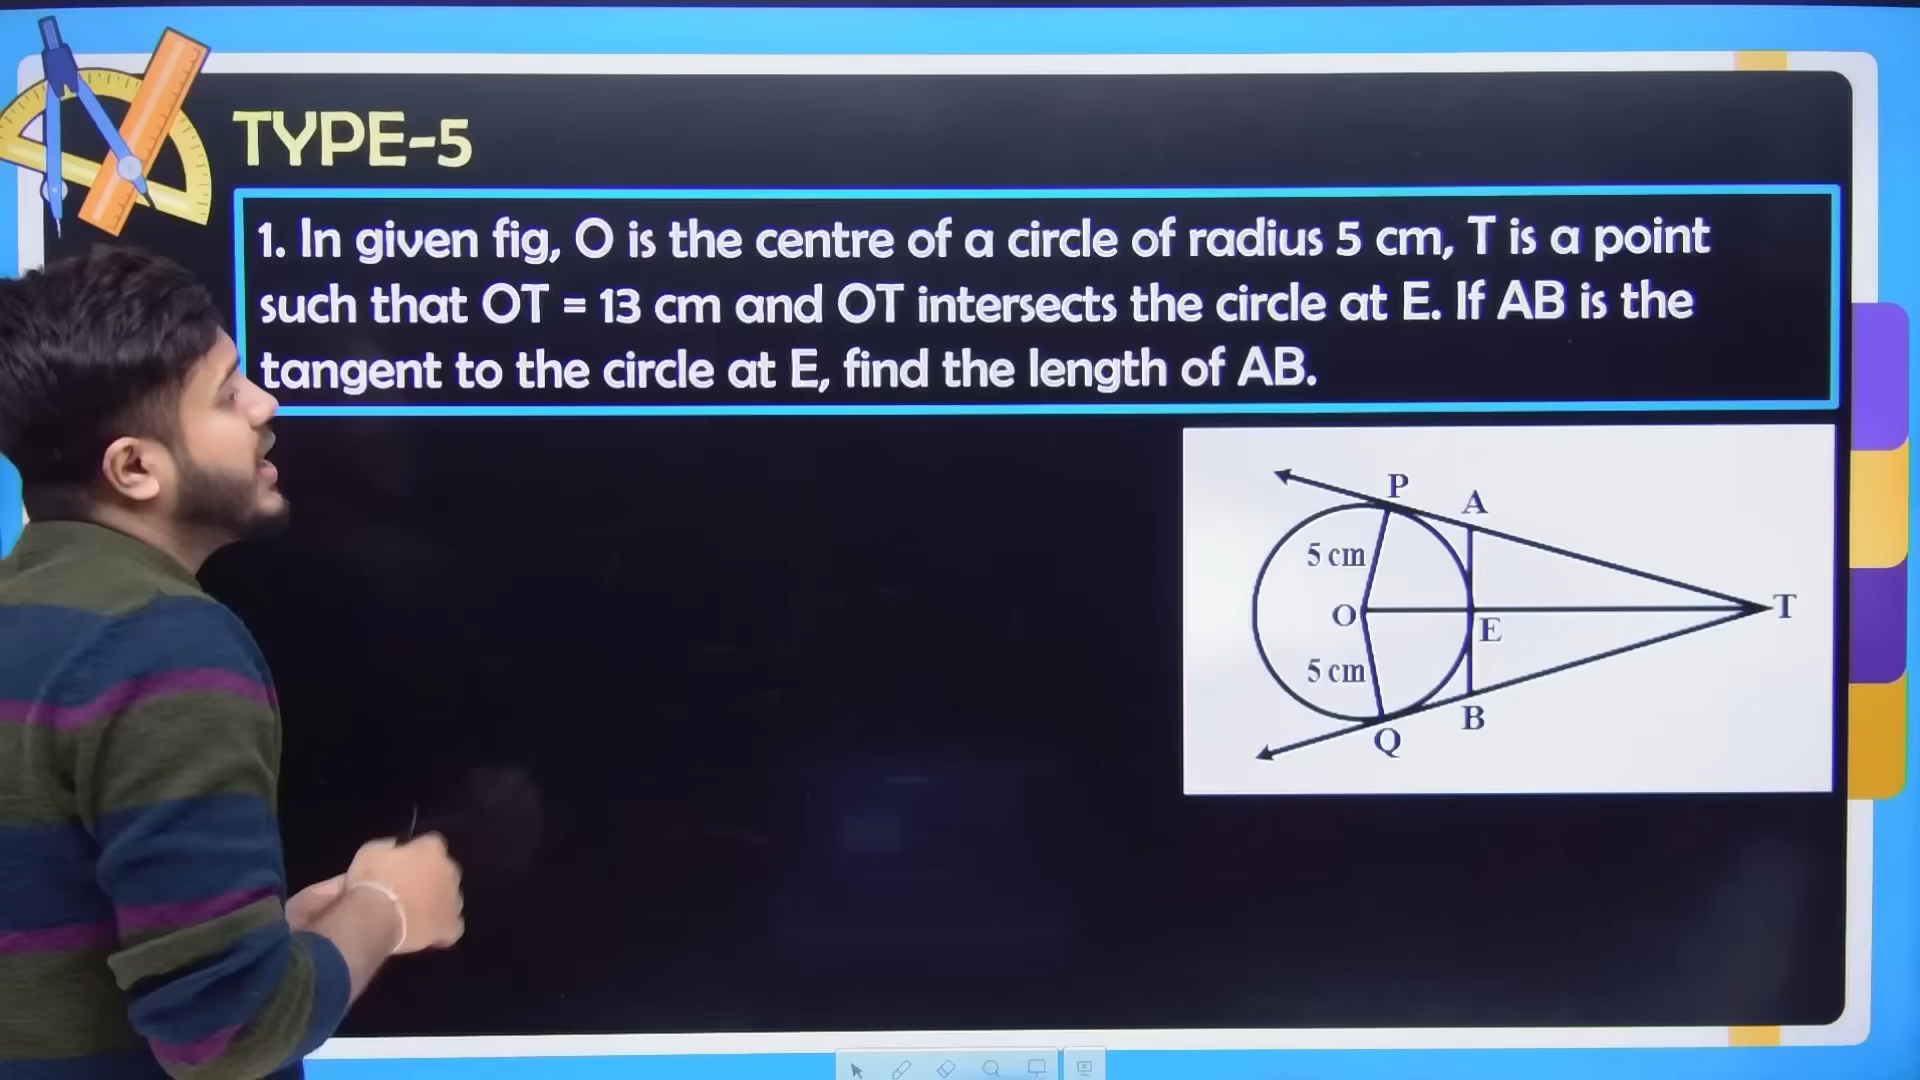 TYPE-5
1. In given fig, O is the centre of a circle of radius 5 cm, T is a point
such that OT = 13 cm and OT intersects the circle at E. If AB is the
tangent to the circle at E, find the length of AB.
P
A
5 cm
O
T
E
5 cm
B
Q